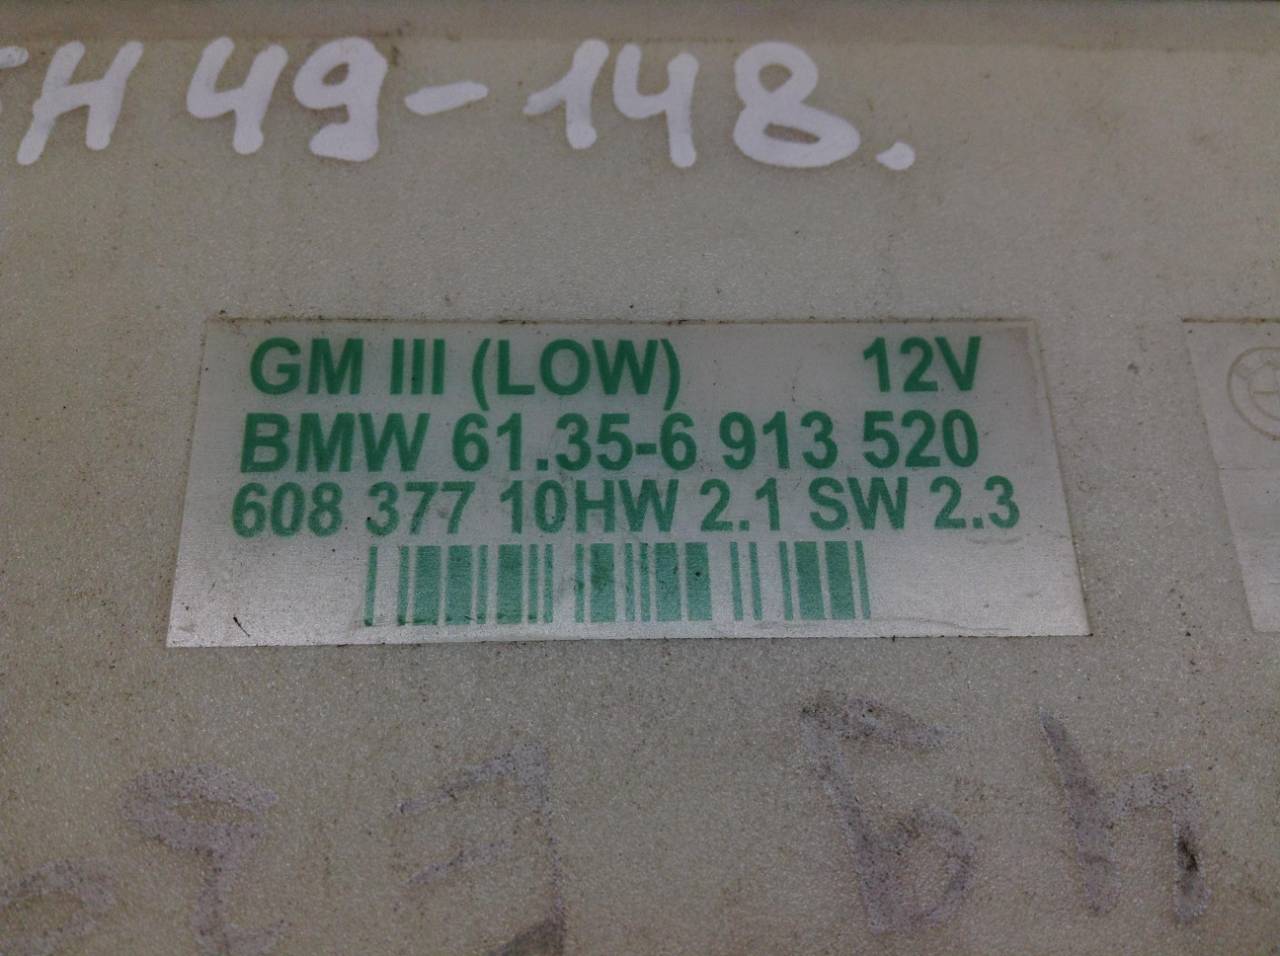 H 49-148.
GM III (LOW) 12V
BMW 61.35-6 913 520
608 377 10HW 2.1 SW 2.3